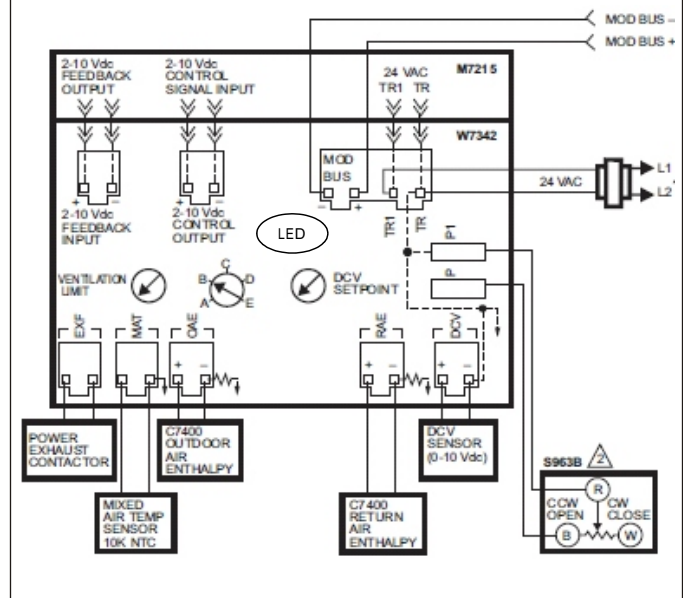 MOD BUS –
MOD BUS +
2-10 Vdc
FEEDBACK
OUTPUT
2-10 Vdc
CONTROL
SIGNAL INPUT
24 VAC
TR1 TR
M7215
W7342
MOD
BUS
– +
L1
24 VAC
L2
+ –
2-10 Vdc
FEEDBACK
INPUT
+ –
2-10 Vdc
CONTROL
OUTPUT
TR1
TR
LED
P1
P
VENTILATION
LIMIT
A
B
C
D
E
DCV
SETPOINT
EXF
MAT
OAE
+ –
RAE
+ –
DCV
+ –
POWER
EXHAUST
CONTACTOR
C7400
OUTDOOR
AIR
ENTHALPY
DCV
SENSOR
(0-10 Vdc)
MIXED
AIR TEMP
SENSOR
10K NTC
C7400
RETURN
AIR
ENTHALPY
S963B
2
R
CCW
OPEN
CW
CLOSE
B
W